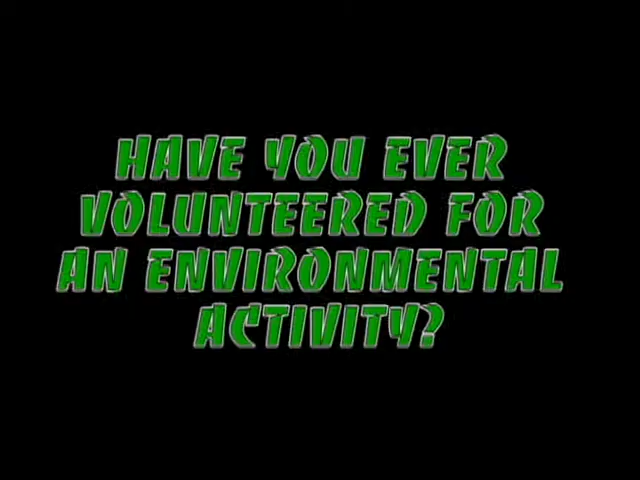 HAVE YOU EVER
VOLUNTEERED FOR
AN ENVIRONMENTAL
ACTIVITY?